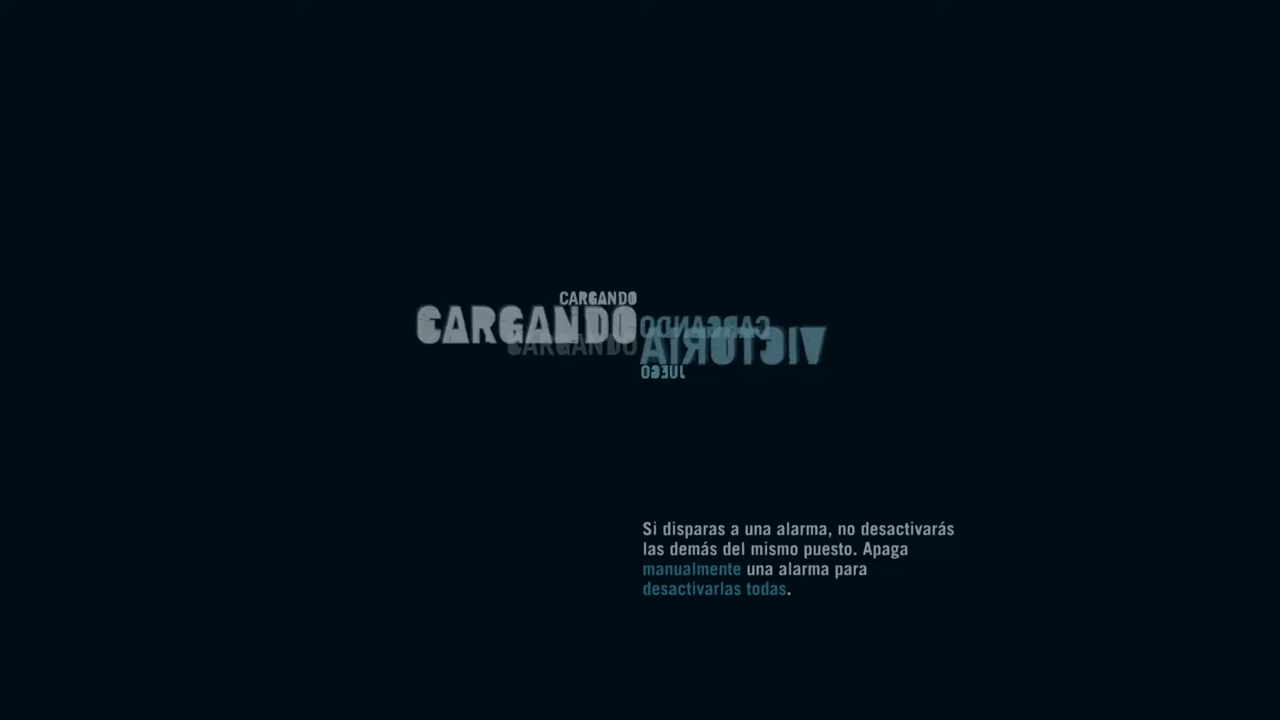 CARGANDO
CARGANDO
CARGANDO
CARGANDO
VICTORIA
JUEGO
Si disparas a una alarma, no desactivarás
las demás del mismo puesto. Apaga
manualmente una alarma para
desactivarlas todas.